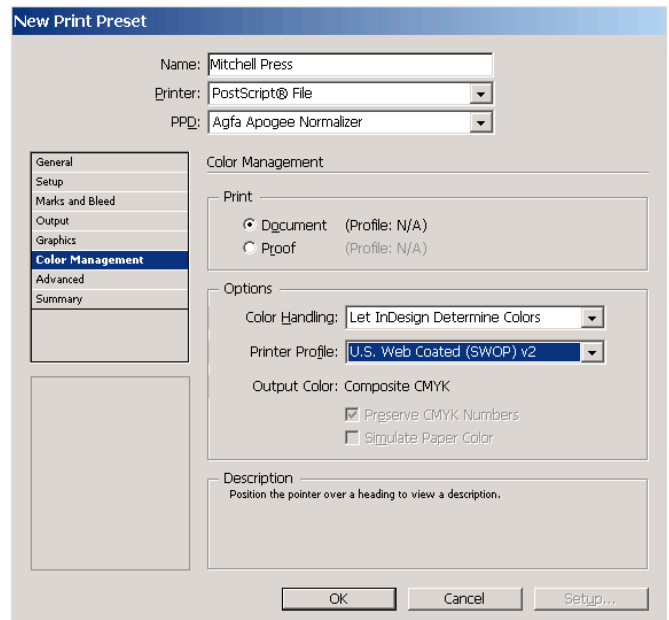 New Print Preset
Name: Mitchell Press
Printer: PostScript® File
PPD: Agfa Apogee Normalizer
General
Setup
Marks and Bleed
Output
Graphics
Color Management
Advanced
Summary
Color Management
Print
Document (Profile: N/A)
Proof (Profile: N/A)
Options
Color Handling: Let InDesign Determine Colors
Printer Profile: U.S. Web Coated (SWOP) v2
Output Color: Composite CMYK
Preserve CMYK Numbers
Simulate Paper Color
Description
Position the pointer over a heading to view a description.
OK Cancel Setup...